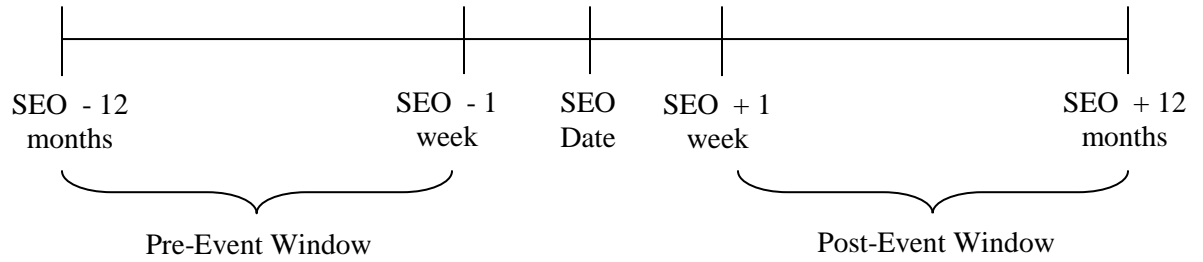 SEO - 12 SEO - 1 SEO SEO + 1 SEO + 12
months week Date week months
Pre-Event Window Post-Event Window